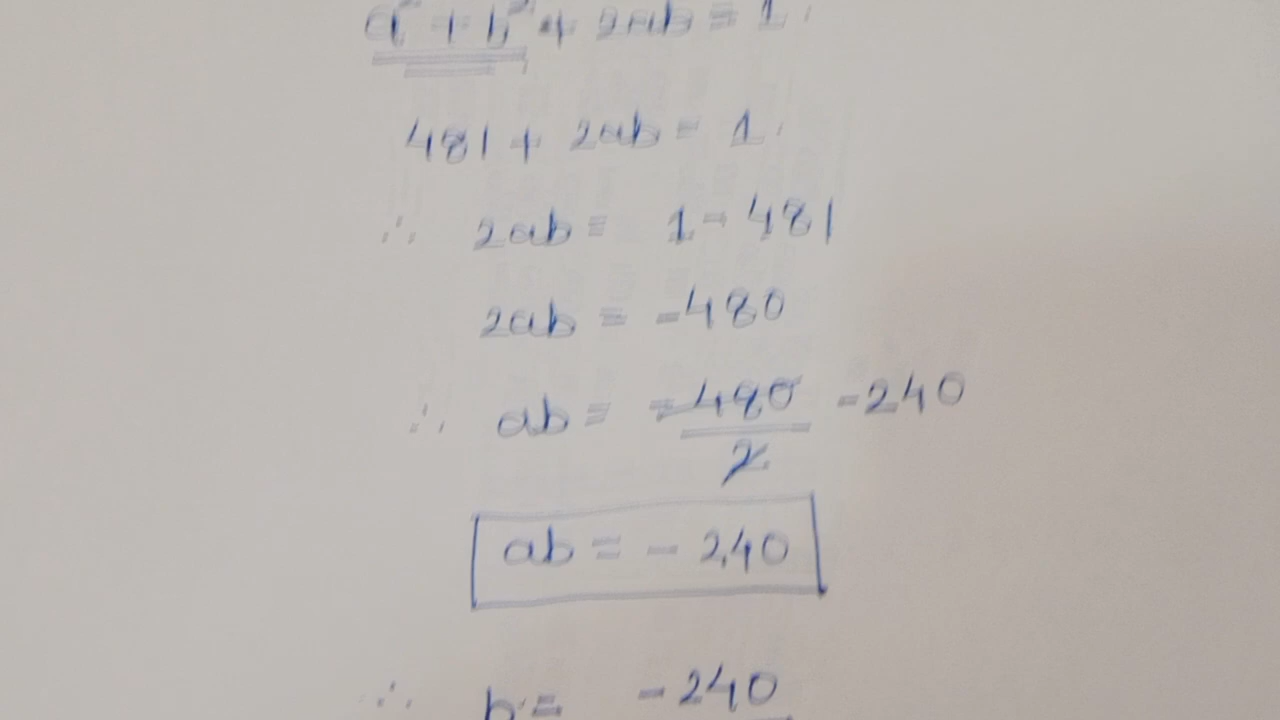 a² + b² + 2ab = 1.
481 + 2ab = 1.
∴ 2ab = 1 - 481
2ab = -480
∴ ab = -480/2 -240
ab = - 240
∴ b = -240